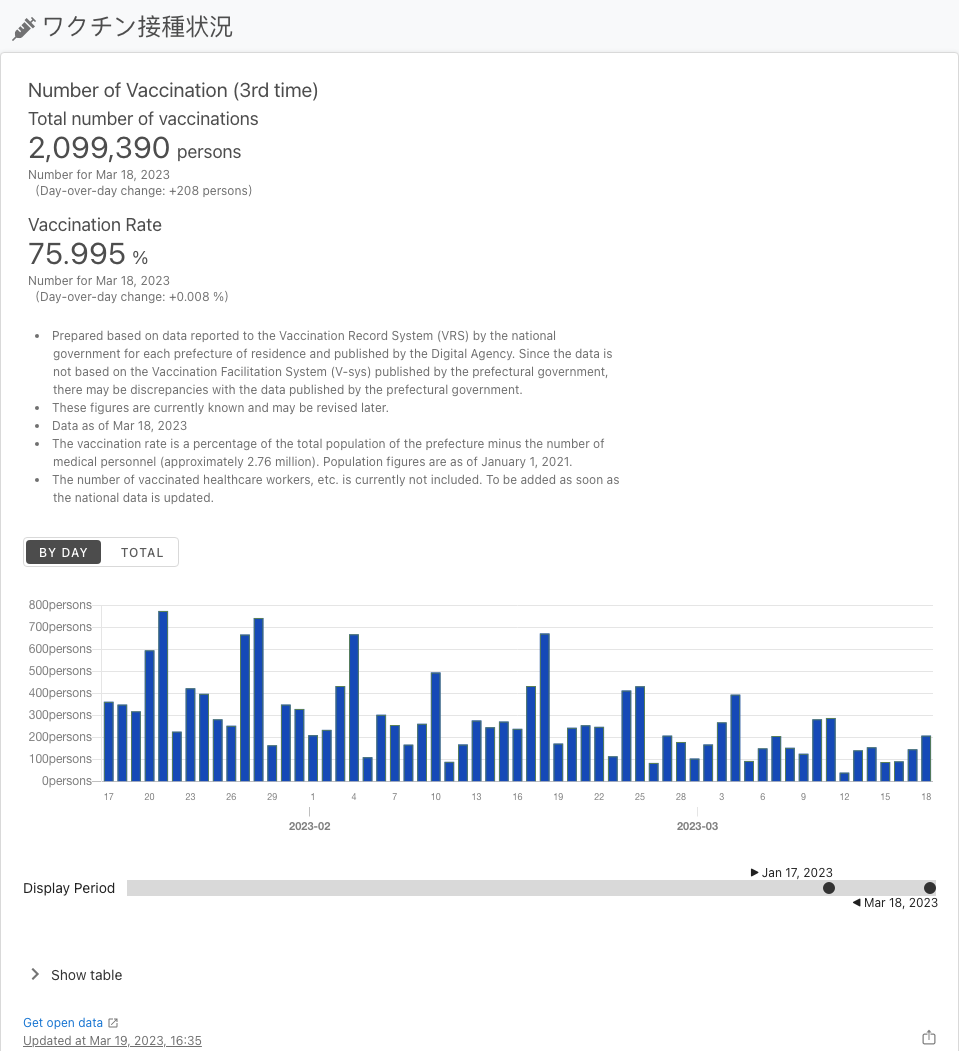 ワクチン接種状況
Number of Vaccination (3rd time)
Total number of vaccinations
2,099,390 persons
Number for Mar 18, 2023
(Day-over-day change: +208 persons)
Vaccination Rate
75.995 %
Number for Mar 18, 2023
(Day-over-day change: +0.008 %)
• Prepared based on data reported to the Vaccination Record System (VRS) by the national
government for each prefecture of residence and published by the Digital Agency. Since the data is
not based on the Vaccination Facilitation System (V-sys) published by the prefectural government,
there may be discrepancies with the data published by the prefectural government.
• These figures are currently known and may be revised later.
• Data as of Mar 18, 2023
• The vaccination rate is a percentage of the total population of the prefecture minus the number of
medical personnel (approximately 2.76 million). Population figures are as of January 1, 2021.
• The number of vaccinated healthcare workers, etc. is currently not included. To be added as soon as
the national data is updated.
BY DAY TOTAL
800persons
700persons
600persons
500persons
400persons
300persons
200persons
100persons
0persons
17 20 23 26 29 1 4 7 10 13 16 19 22 25 28 3 6 9 12 15 18
2023-02 2023-03
▶ Jan 17, 2023
Display Period
◀ Mar 18, 2023
Show table
Get open data
Updated at Mar 19, 2023, 16:35